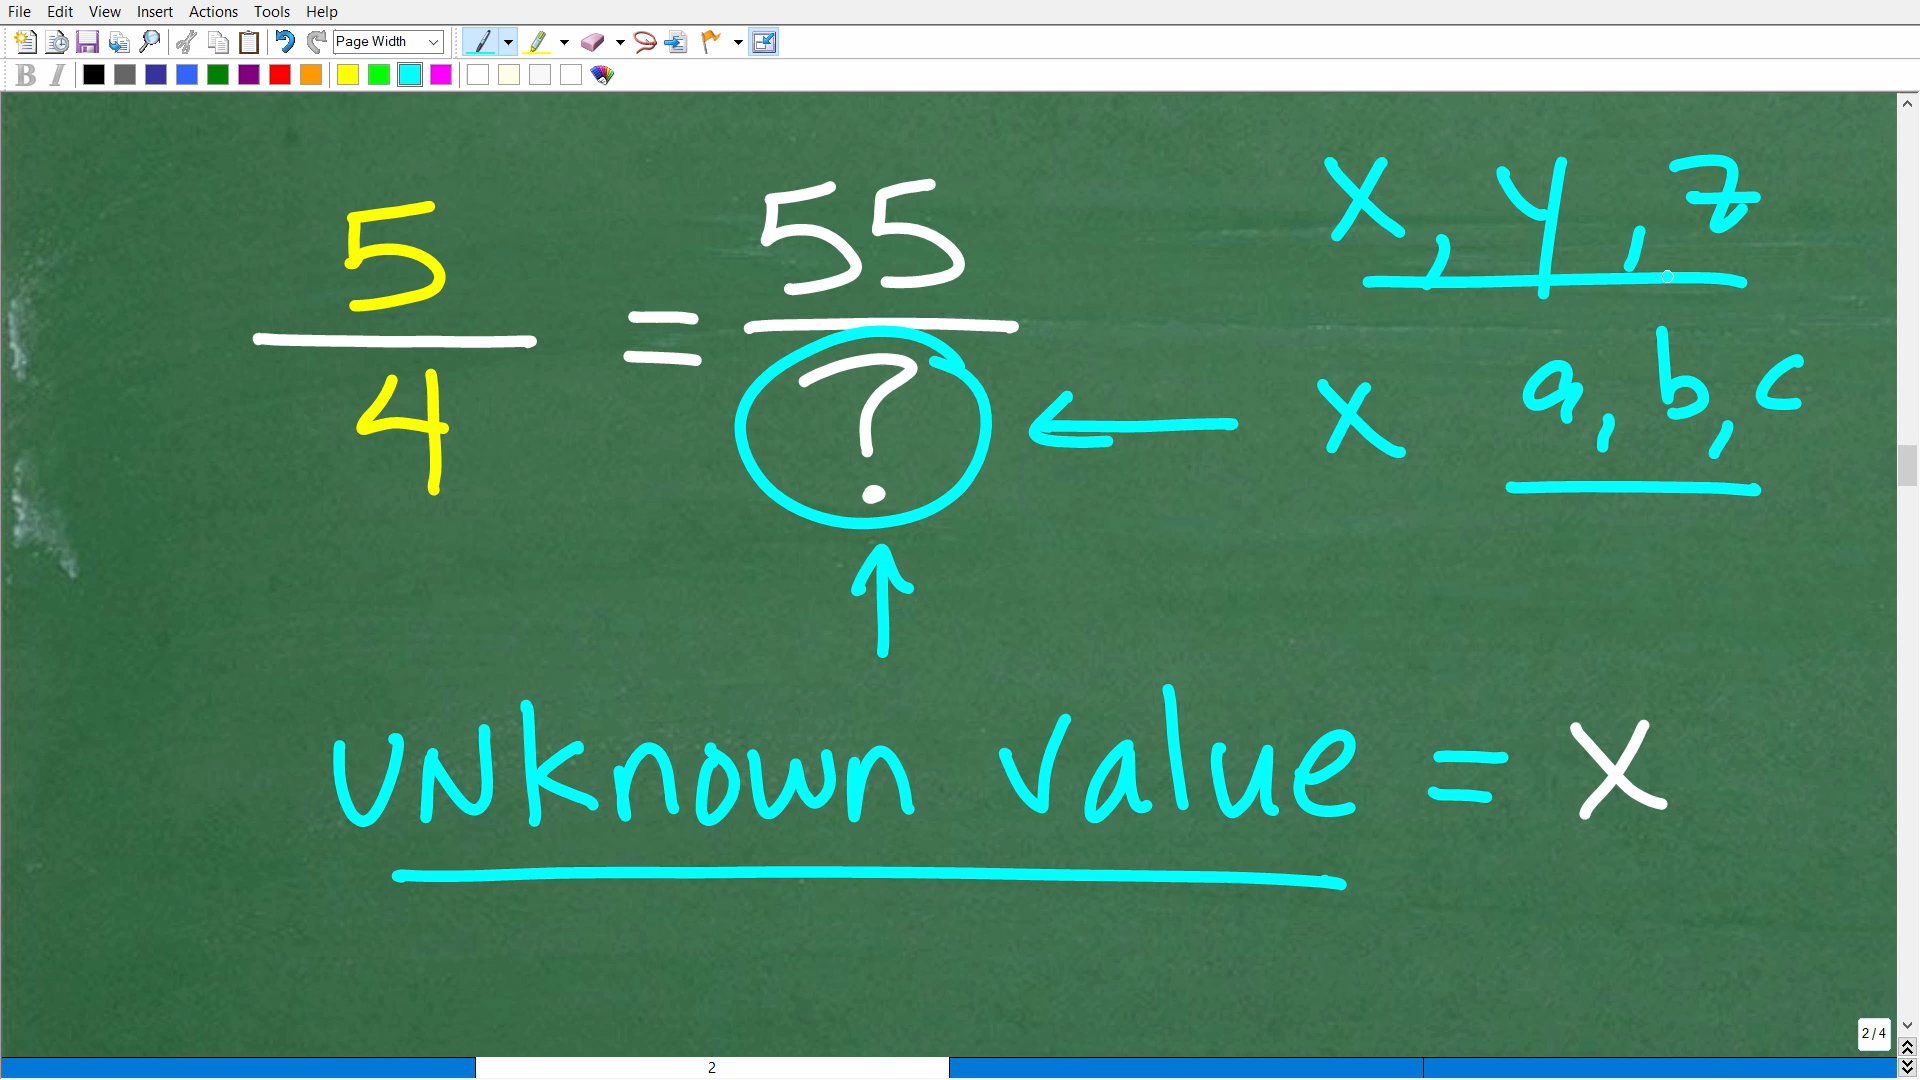 File Edit View Insert Actions Tools Help
Page Width
B I
5/4 = 55/?
x, y, z
← x
a, b, c
↑
unknown value = x
2 / 4
2